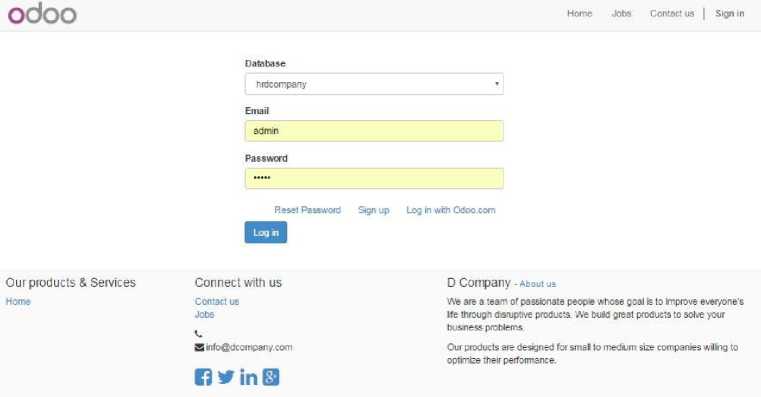 odoo
Home Jobs Contact us | Sign in
Database
hrdcompany
Email
admin
Password
•••••
Reset Password Sign up Log in with Odoo.com
Log in
Our products & Services
Home
Connect with us
Contact us
Jobs
info@dcompany.com
D Company - About us
We are a team of passionate people whose goal is to improve everyone's
life through disruptive products. We build great products to solve your
business problems.
Our products are designed for small to medium size companies willing to
optimize their performance.